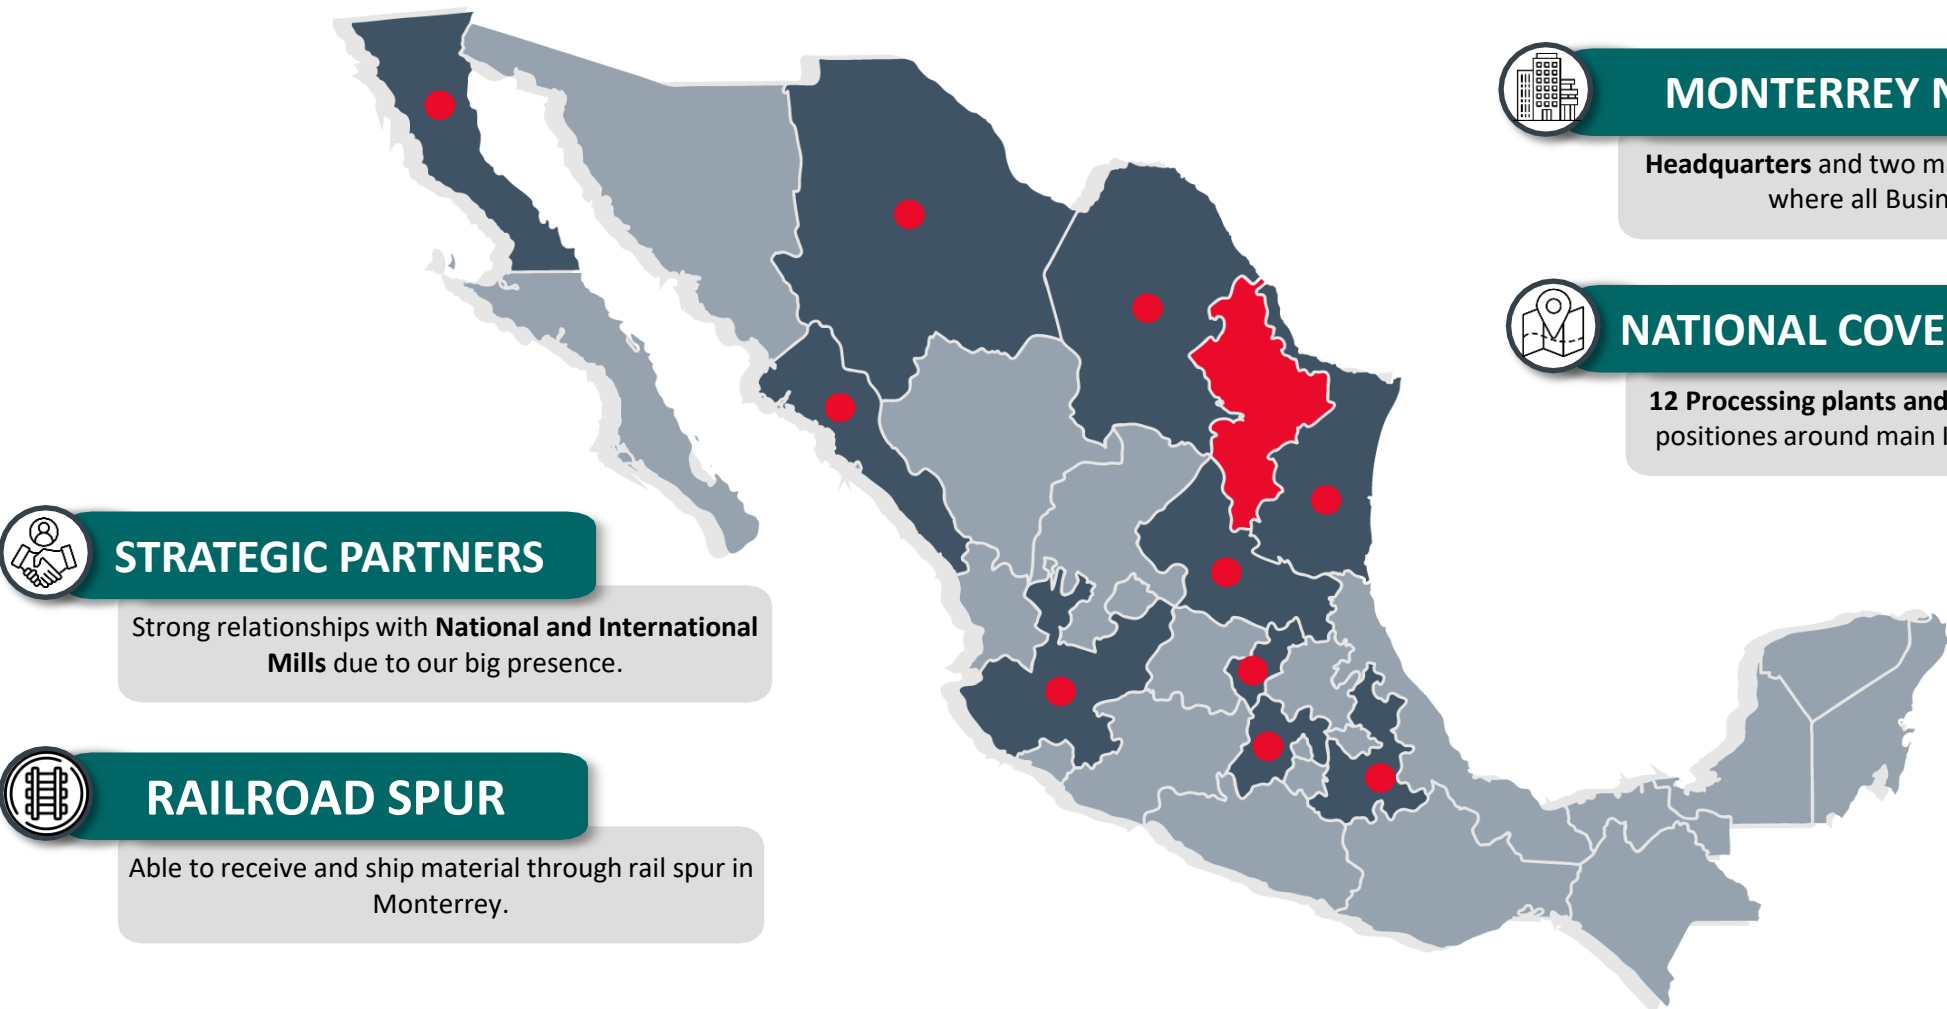 MONTERREY N
Headquarters and two ma
where all Busin
NATIONAL COVE
12 Processing plants and
positiones around main I
STRATEGIC PARTNERS
Strong relationships with National and International
Mills due to our big presence.
RAILROAD SPUR
Able to receive and ship material through rail spur in
Monterrey.